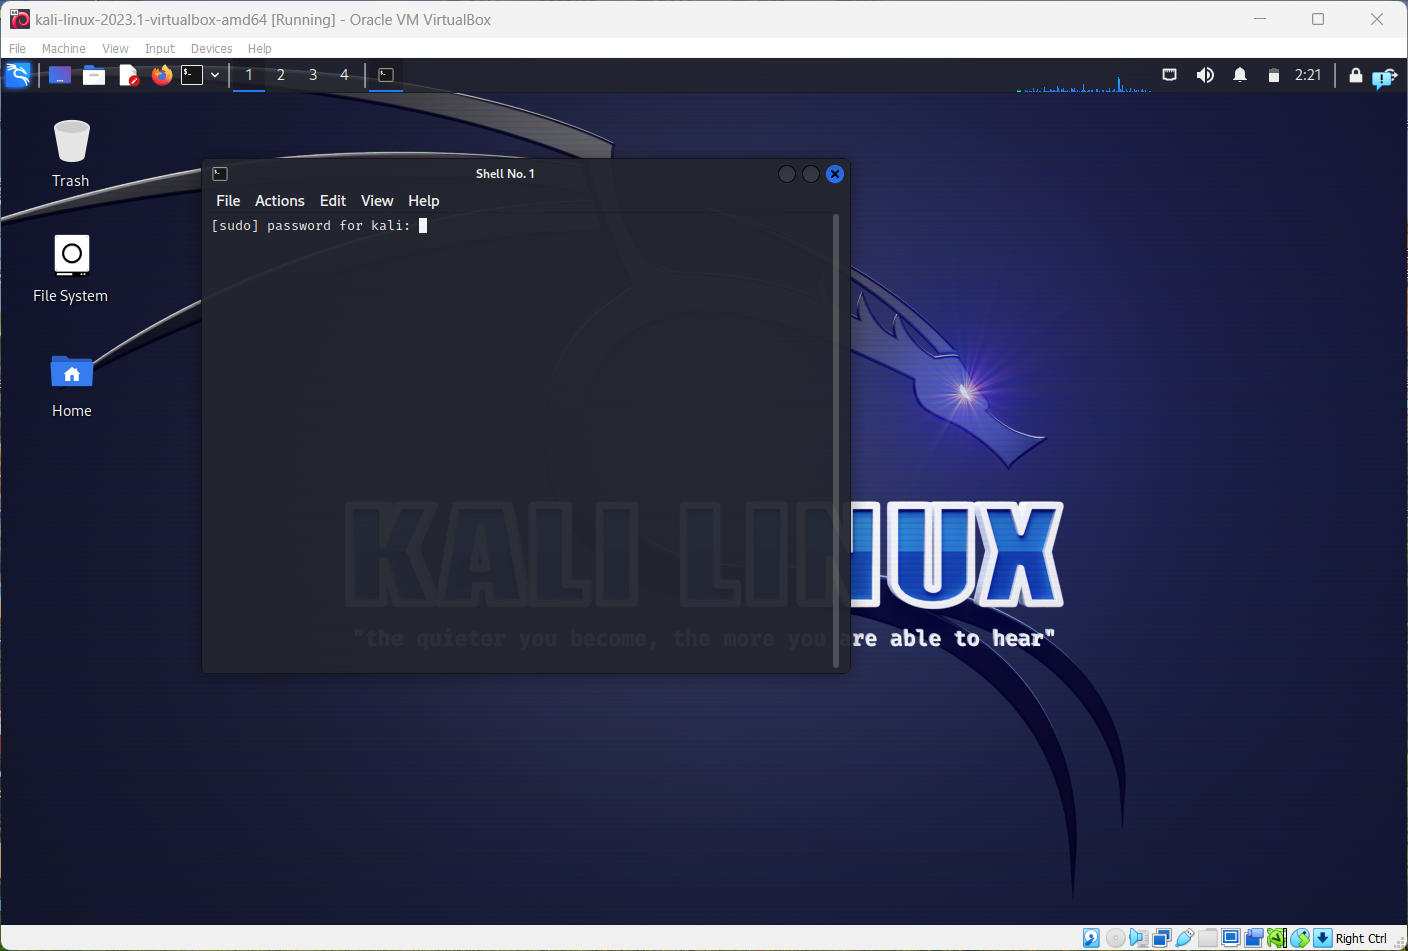 kali-linux-2023.1-virtualbox-amd64 [Running] - Oracle VM VirtualBox
File Machine View Input Devices Help
1 2 3 4 2:21
Trash
File System
Home
Shell No. 1
File Actions Edit View Help
[sudo] password for kali:
KALI LINUX
"the quieter you become, the more you are able to hear"
Right Ctrl